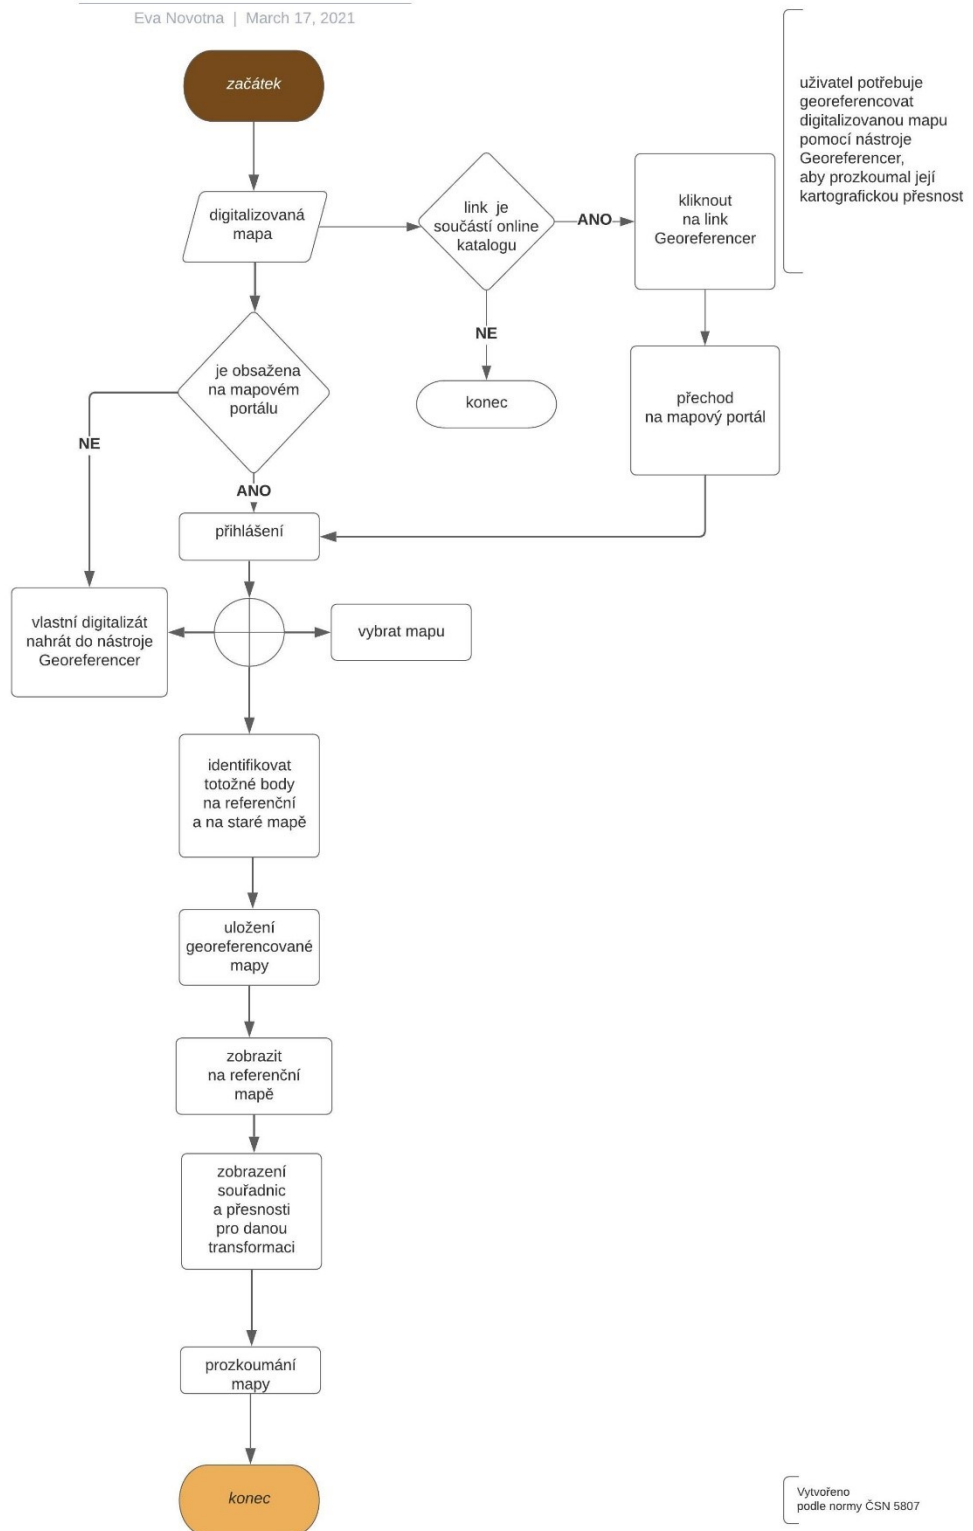 Eva Novotna | March 17, 2021
začátek
uživatel potřebuje
georeferencovat
digitalizovanou mapu
pomocí nástroje
Georeferencer,
aby prozkoumal její
kartografickou přesnost
digitalizovaná
mapa
link je
součástí online
katalogu
ANO
kliknout
na link
Georeferencer
NE
konec
přechod
na mapový portál
je obsažena
na mapovém
portálu
NE
ANO
přihlášení
vlastní digitalizát
nahrát do nástroje
Georeferencer
vybrat mapu
identifikovat
totožné body
na referenční
a na staré mapě
uložení
georeferencované
mapy
zobrazit
na referenční
mapě
zobrazení
souřadnic
a přesnosti
pro danou
transformaci
prozkoumání
mapy
konec
Vytvořeno
podle normy ČSN 5807